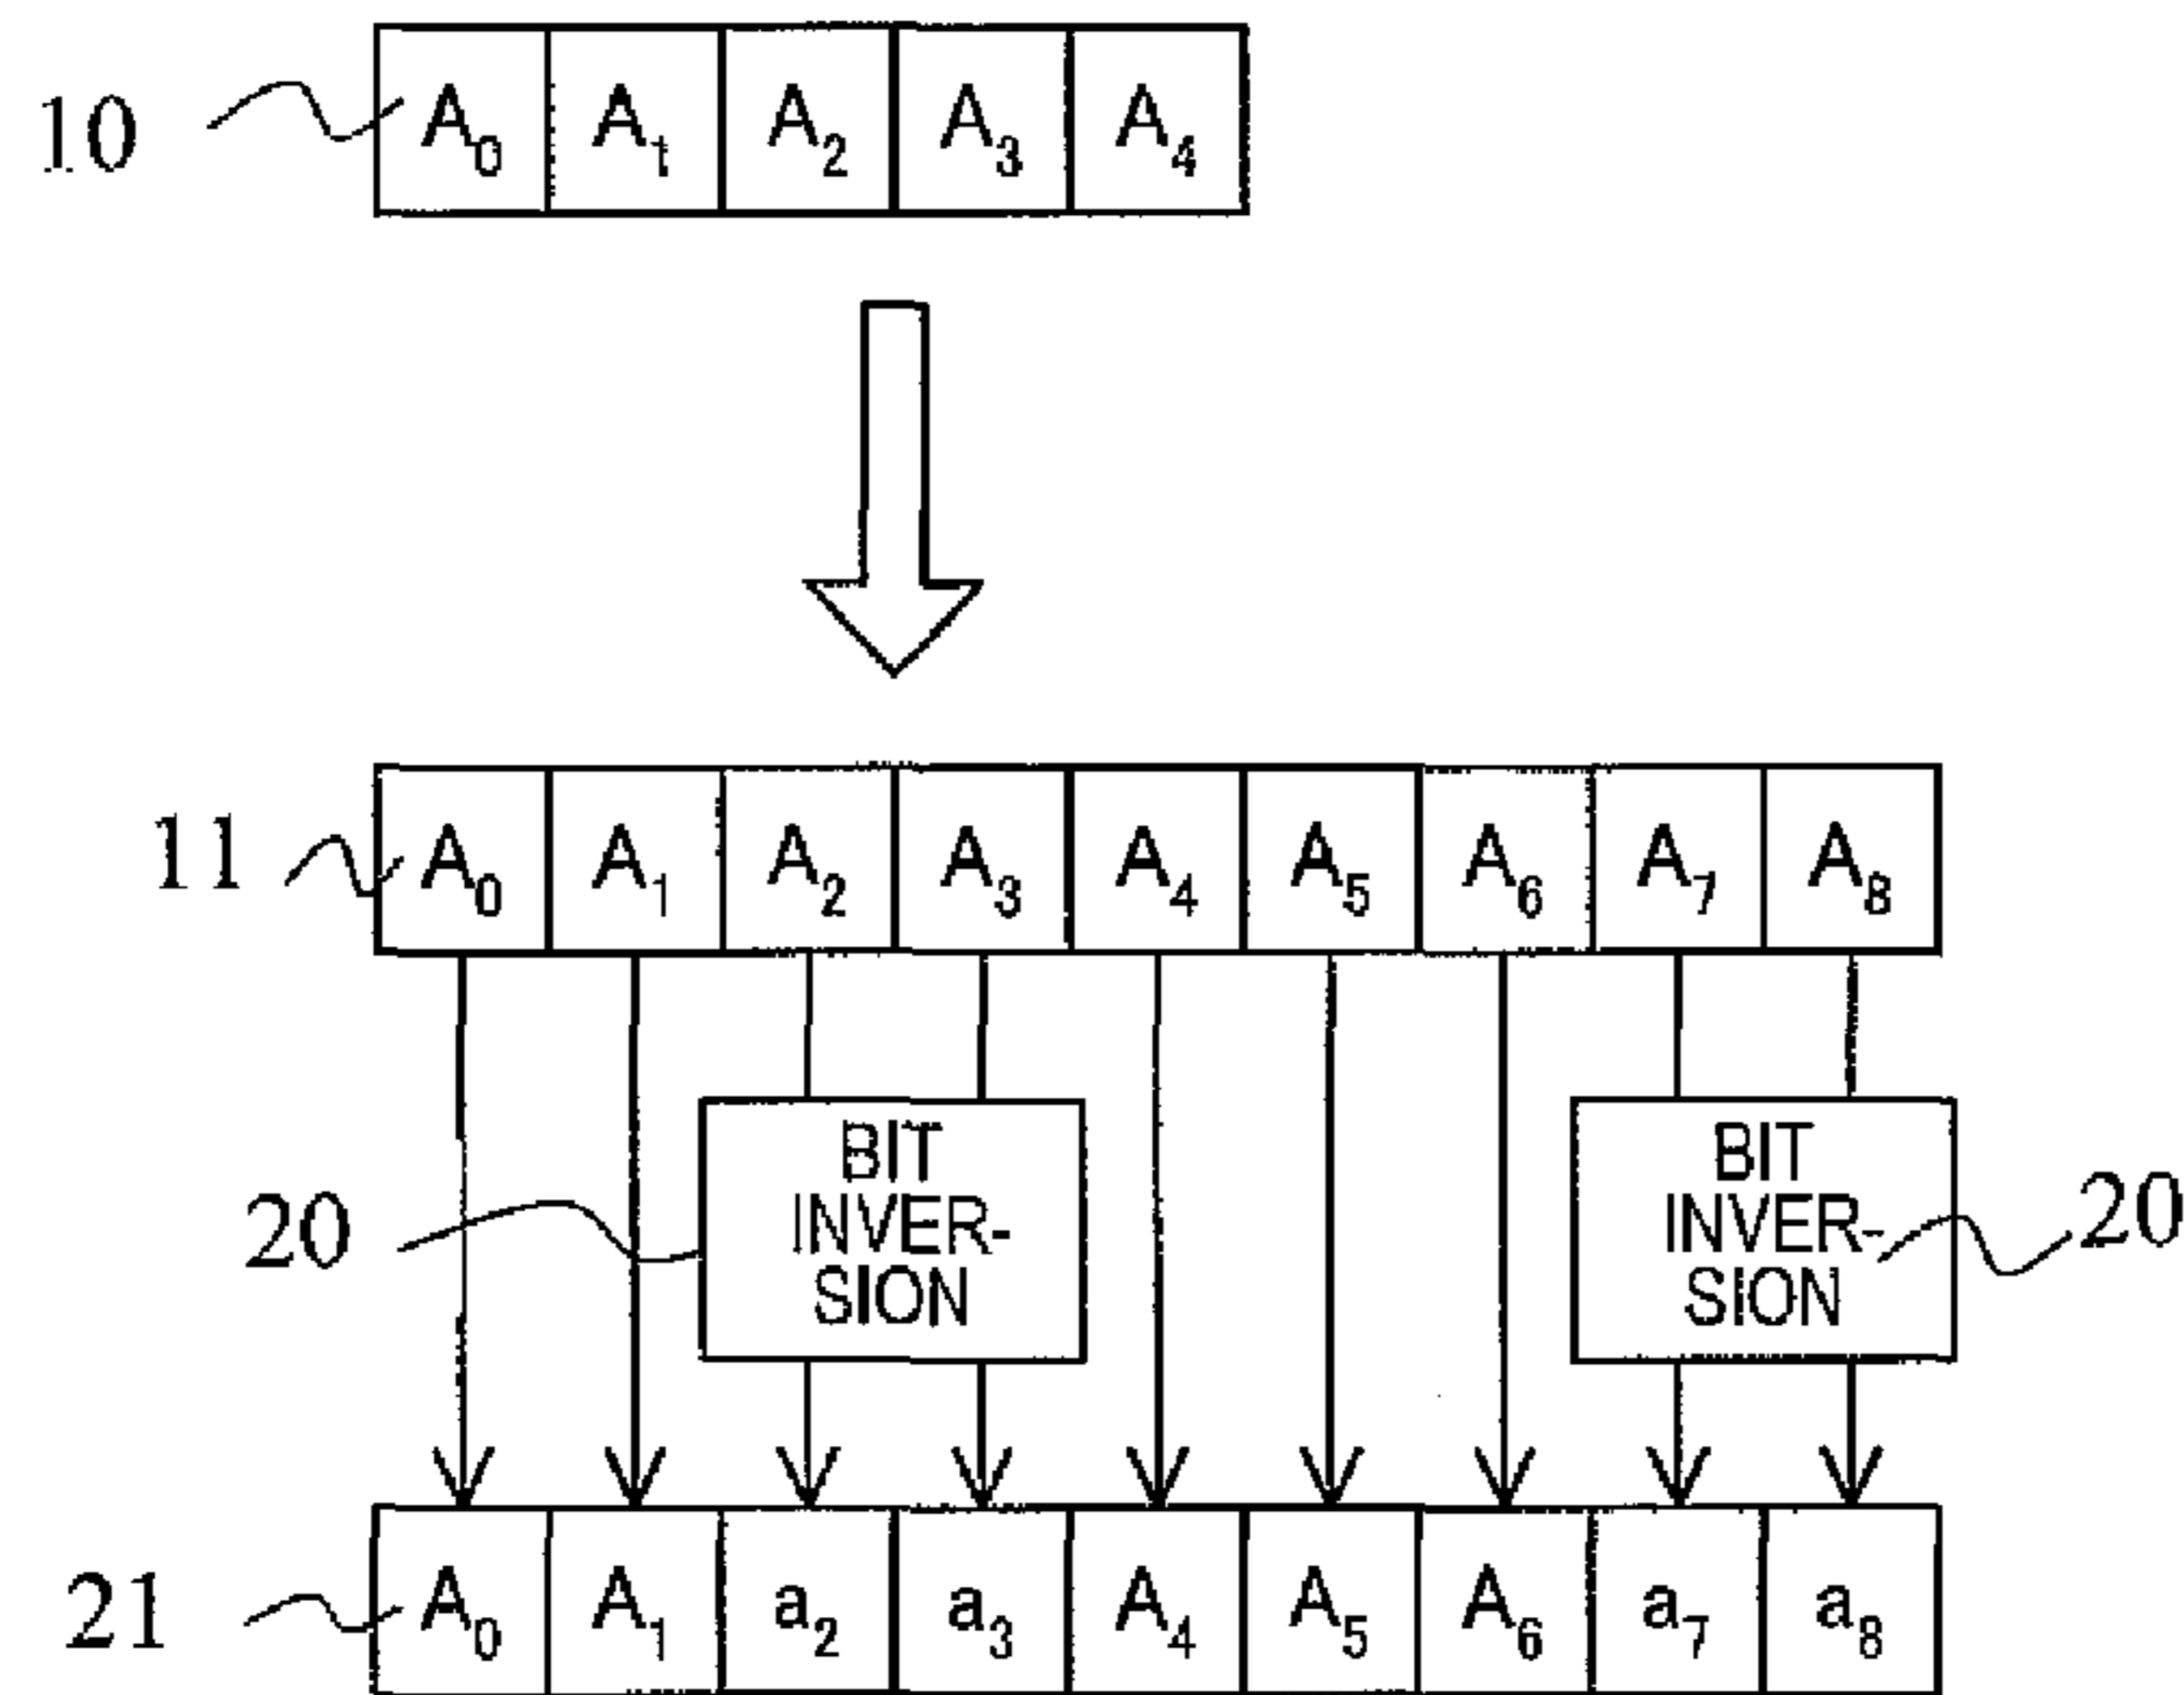 10 A0 A1 A2 A3 A4
11 A0 A1 A2 A3 A4 A5 A6 A7 A8
20 BIT INVER-SION BIT INVER-SION 20
21 A0 A1 a2 a3 A4 A5 A6 a7 a8